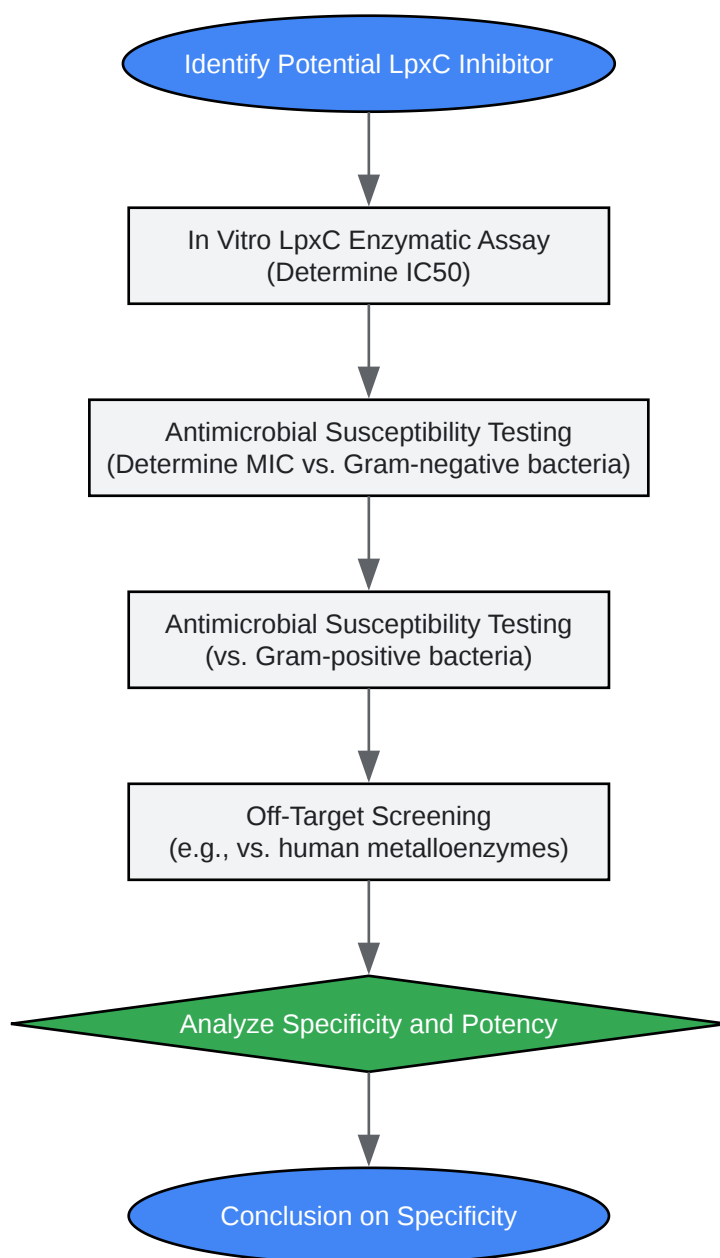 Identify Potential LpxC Inhibitor
In Vitro LpxC Enzymatic Assay
(Determine IC50)
Antimicrobial Susceptibility Testing
(Determine MIC vs. Gram-negative bacteria)
Antimicrobial Susceptibility Testing
(vs. Gram-positive bacteria)
Off-Target Screening
(e.g., vs. human metalloenzymes)
Analyze Specificity and Potency
Conclusion on Specificity